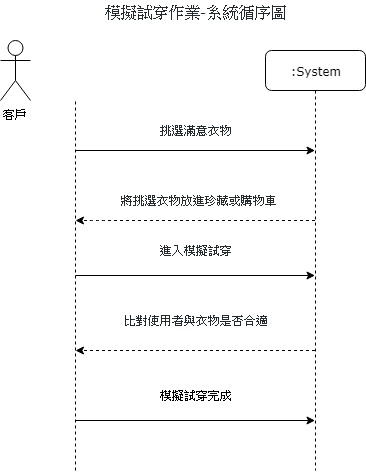 模擬試穿作業-系統循序圖
:System
客戶
挑選滿意衣物
將挑選衣物放進珍藏或購物車
進入模擬試穿
比對使用者與衣物是否合適
模擬試穿完成